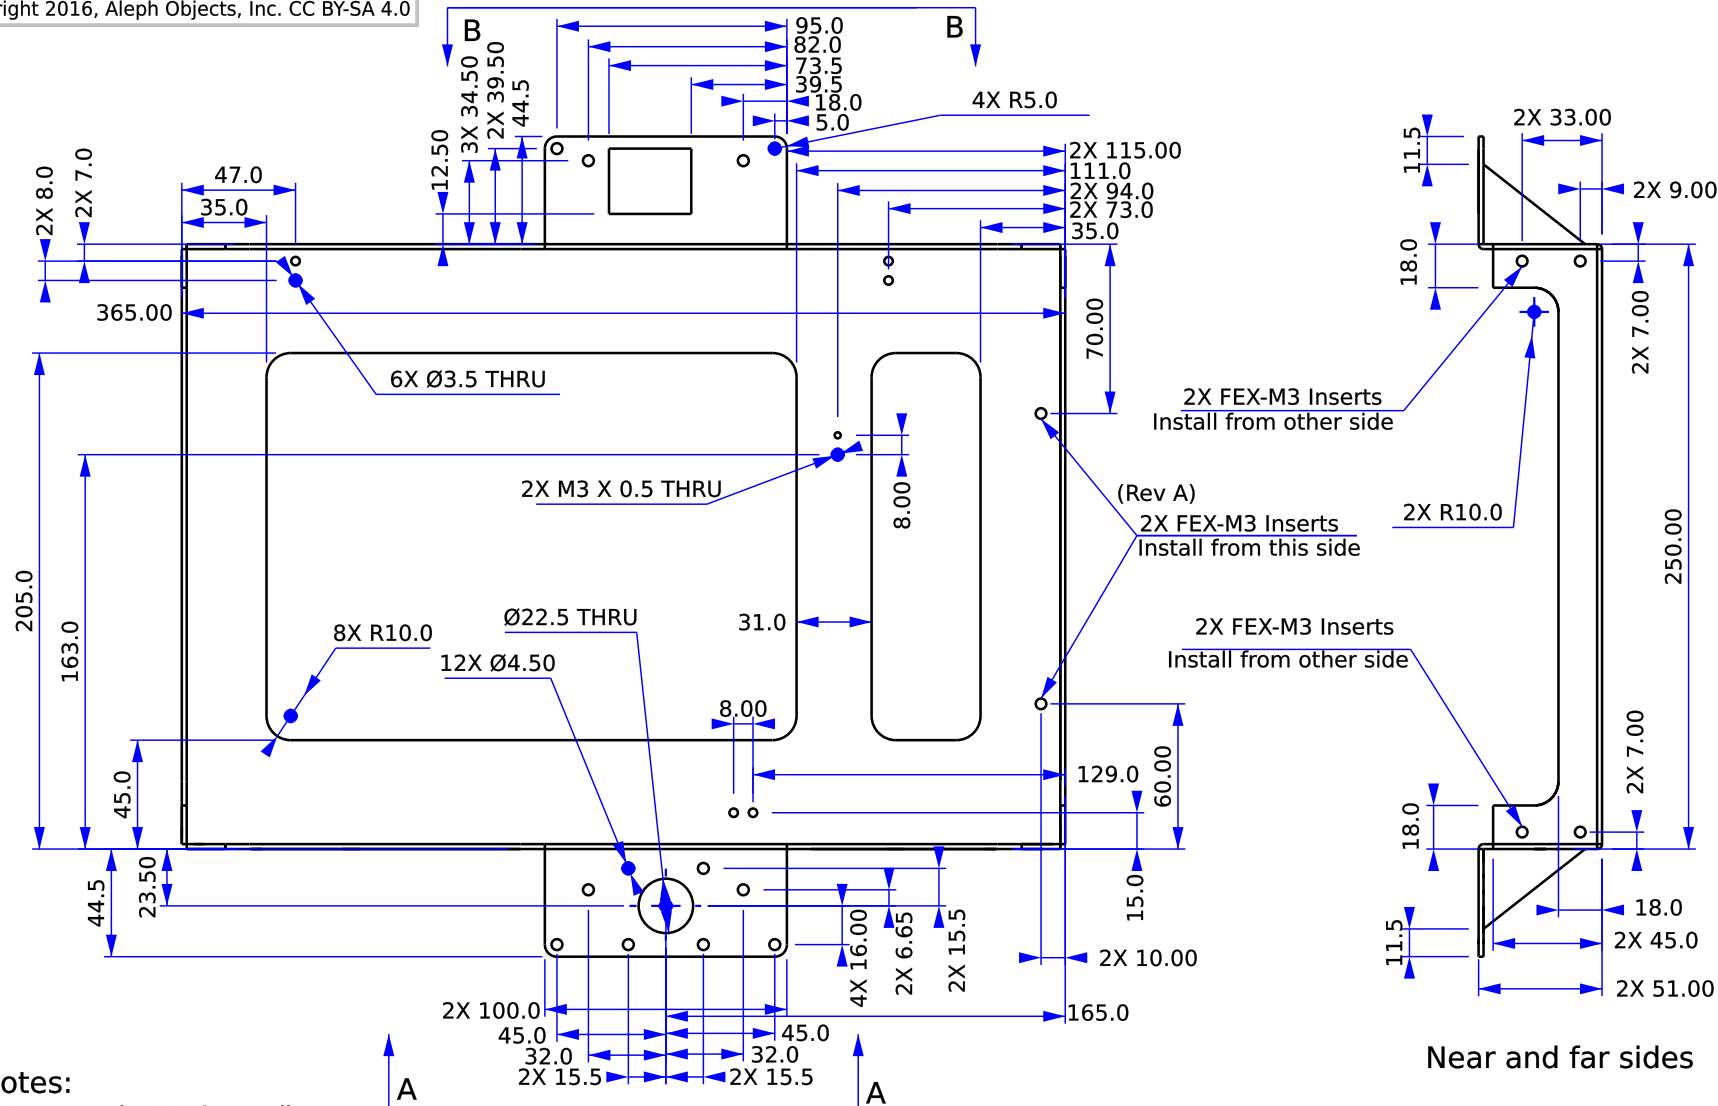 right 2016, Aleph Objects, Inc. CC BY-SA 4.0
B
B
95.0
82.0
73.5
39.5
18.0
5.0
4X R5.0
3X 34.50
2X 39.50
44.5
12.50
2X 8.0
2X 7.0
47.0
35.0
2X 115.00
111.0
2X 94.0
2X 73.0
35.0
365.00
70.00
6X Ø3.5 THRU
2X M3 X 0.5 THRU
8.00
(Rev A)
2X FEX-M3 Inserts
Install from this side
205.0
163.0
8X R10.0
Ø22.5 THRU
12X Ø4.50
31.0
8.00
45.0
129.0
60.00
44.5
23.50
15.0
4X 16.00
2X 6.65
2X 15.5
2X 10.00
2X 100.0
165.0
45.0
45.0
32.0
32.0
2X 15.5
2X 15.5
A
A
otes:
11.5
2X 33.00
2X 9.00
18.0
2X 7.00
2X FEX-M3 Inserts
Install from other side
2X R10.0
250.00
2X FEX-M3 Inserts
Install from other side
2X 7.00
18.0
18.0
2X 45.0
11.5
2X 51.00
Near and far sides